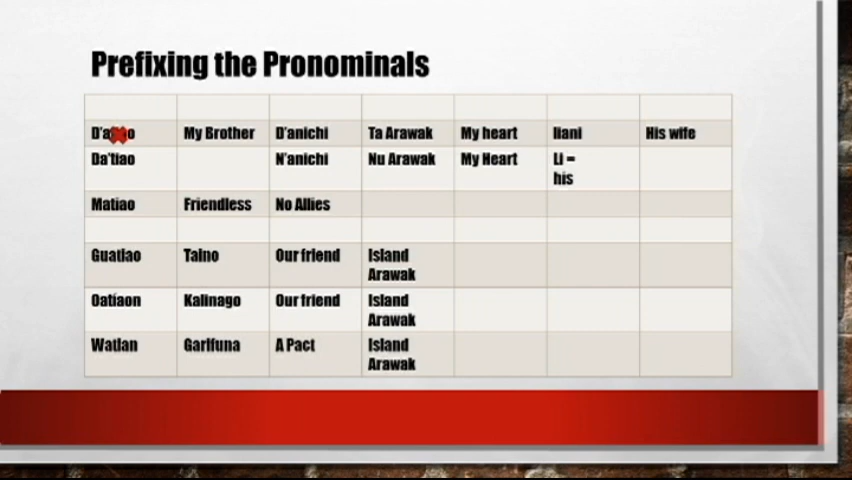 Prefixing the Pronominals
My Brother D'anichi Ta Arawak My heart liani His wife
Da'tiao N'anichi Nu Arawak My Heart Li =
his
Matiao Friendless No Allies
Guatiao Taino Our friend Island
Arawak
Oatiaon Kalinago Our friend Island
Arawak
Watian Garifuna A Pact Island
Arawak